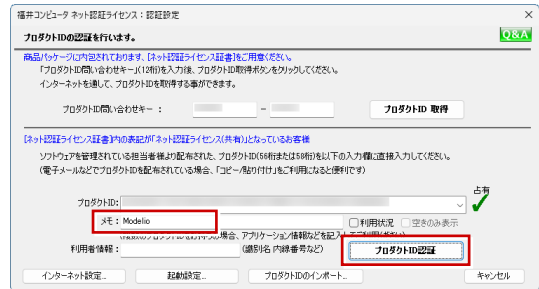 福井コンピュータ ネット認証ライセンス：認証設定
プロダクトIDの認証を行います。
Q&A
商品パッケージに内包されております、【ネット認証ライセンス証書】をご用意ください。
「プロダクトID問い合わせキー」(12桁)を入力後、プロダクトID取得ボタンをクリックしてください。
インターネットを通して、プロダクトIDを取得する事ができます。
プロダクトID問い合わせキー ：
-
プロダクトID 取得
【ネット認証ライセンス証書】内の表記が「ネット認証ライセンス(共有)」となっているお客様
ソフトウェアを管理されている担当者様より配布された、プロダクトID(56桁または58桁)を以下の入力欄に直接入力してください。
(電子メールなどでプロダクトIDを配布されている場合、「コピー/貼り付け」をご利用になると便利です)
プロダクトID:
占有
メモ： Modelio
利用状況
空きのみ表示
場合、アプリケーション情報などを記入
利用者情報：
(識別名 内線番号など)
プロダクトID認証
インターネット設定...
起動設定...
プロダクトIDのインポート...
キャンセル